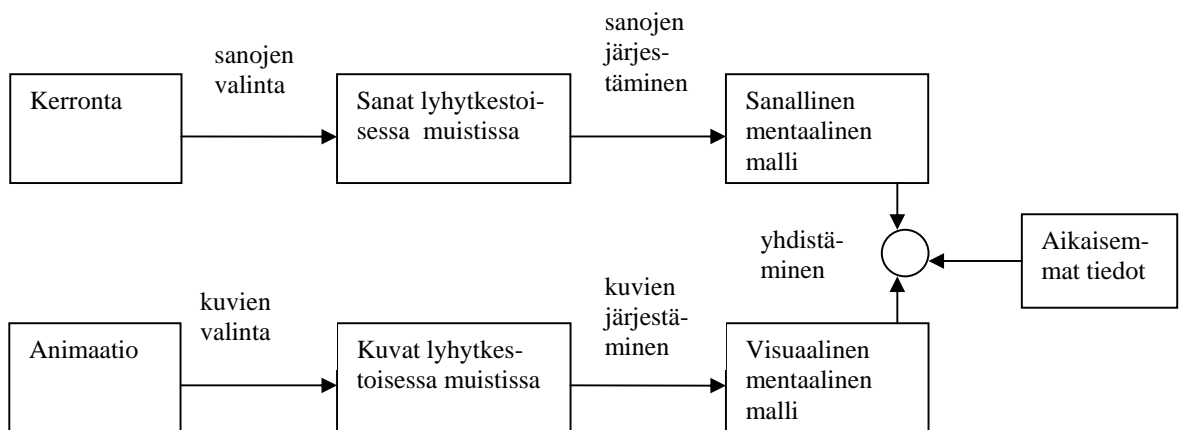 sanojen
valinta
sanojen
järjes-
täminen
Kerronta
Sanat lyhytkestoi-
sessa muistissa
Sanallinen
mentaalinen
malli
yhdistä-
minen
Aikaisem-
mat tiedot
kuvien
valinta
kuvien
järjestä-
minen
Animaatio
Kuvat lyhytkes-
toisessa muistissa
Visuaalinen
mentaalinen
malli